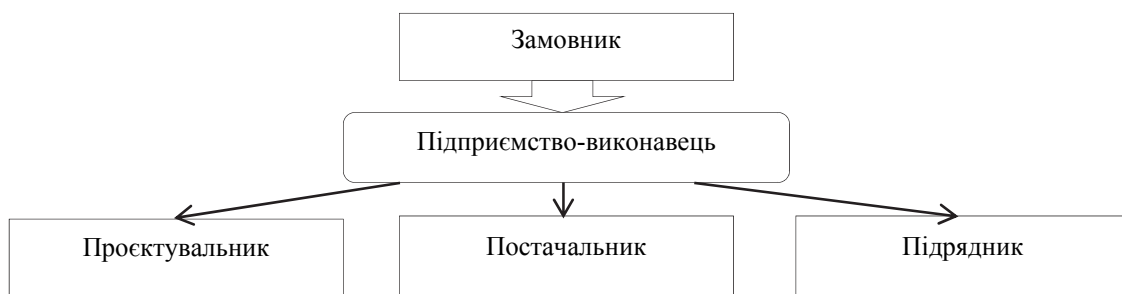 Замовник
Підприємство-виконавець
Проєктувальник
Постачальник
Підрядник